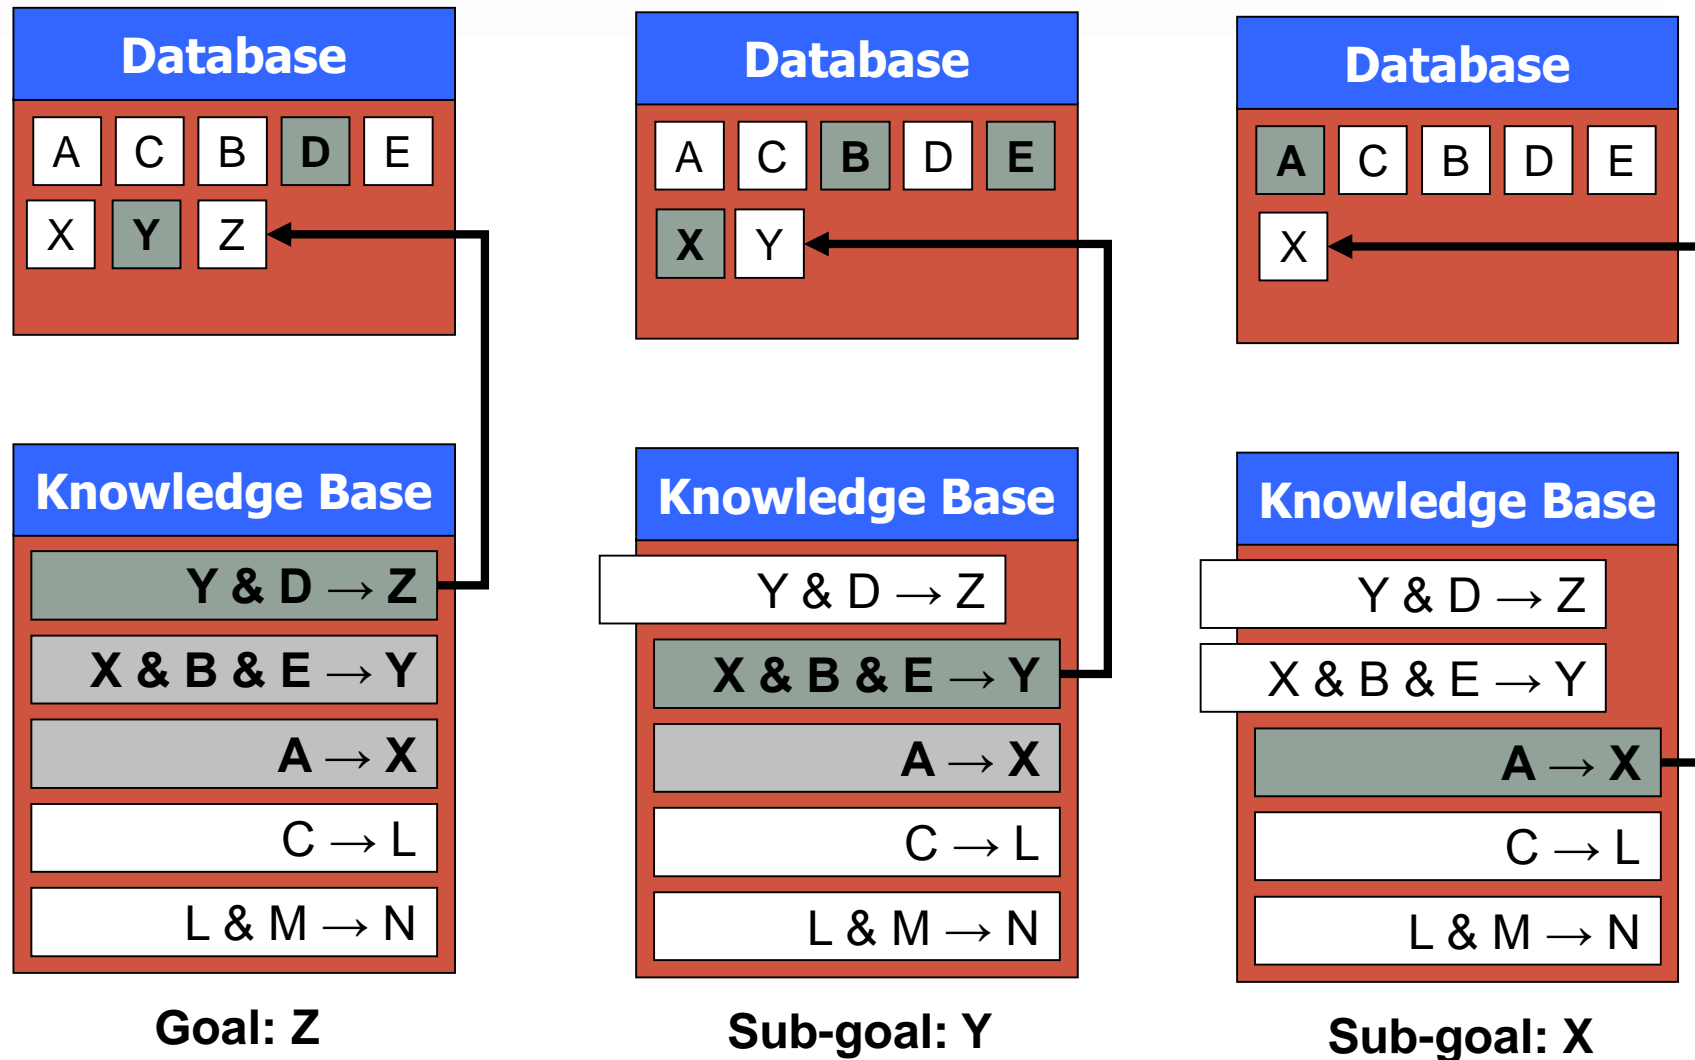 Database
A C B D E
X Y Z
Knowledge Base
Y & D → Z
X & B & E → Y
A → X
C → L
L & M → N
Goal: Z
Database
A C B D E
X Y
Knowledge Base
Y & D → Z
X & B & E → Y
A → X
C → L
L & M → N
Sub-goal: Y
Database
A C B D E
X
Knowledge Base
Y & D → Z
X & B & E → Y
A → X
C → L
L & M → N
Sub-goal: X